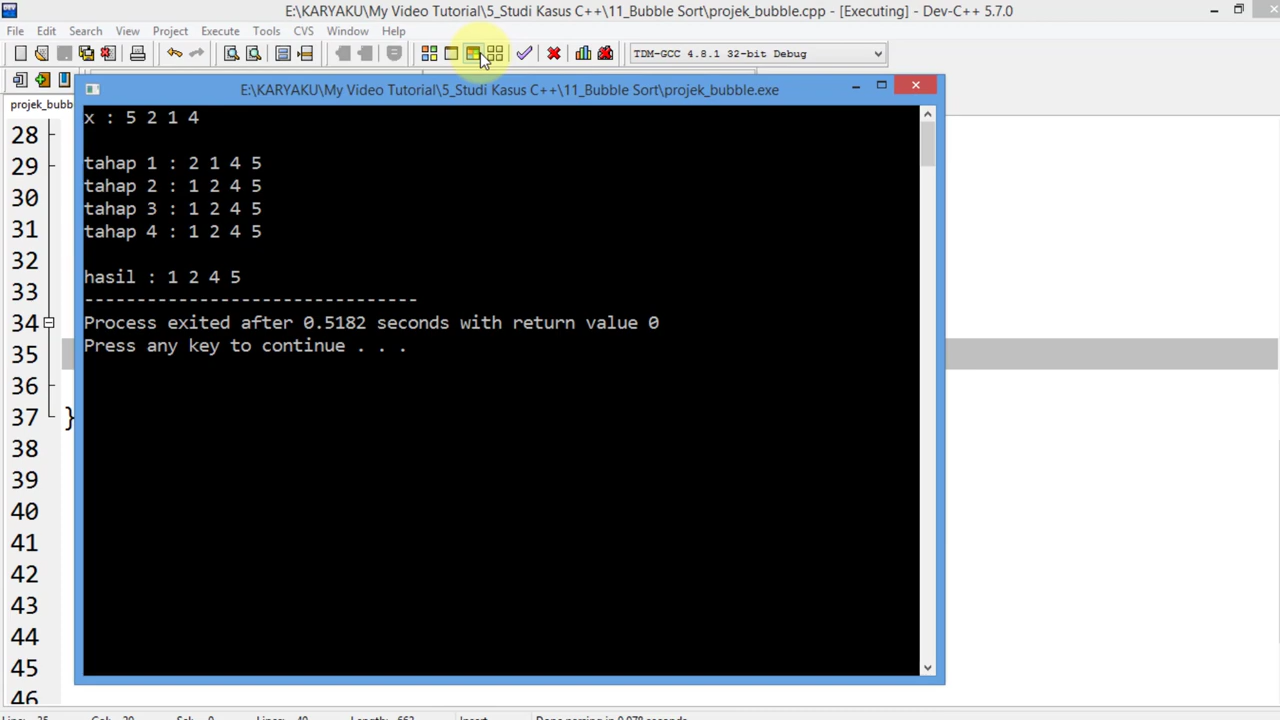 E:\KARYAKU\My Video Tutorial\5_Studi Kasus C++\11_Bubble Sort\projek_bubble.cpp - [Executing] - Dev-C++ 5.7.0
File Edit Search View Project Execute Tools CVS Window Help
TDM-GCC 4.8.1 32-bit Debug
E:\KARYAKU\My Video Tutorial\5_Studi Kasus C++\11_Bubble Sort\projek_bubble.exe
projek_bubb
x : 5 2 1 4
28
29
tahap 1 : 2 1 4 5
tahap 2 : 1 2 4 5
30
tahap 3 : 1 2 4 5
31
tahap 4 : 1 2 4 5
32
hasil : 1 2 4 5
33
--------------------------------
34
Process exited after 0.5182 seconds with return value 0
35
Press any key to continue . . .
36
37 }
38
39
40
41
42
43
44
45
46